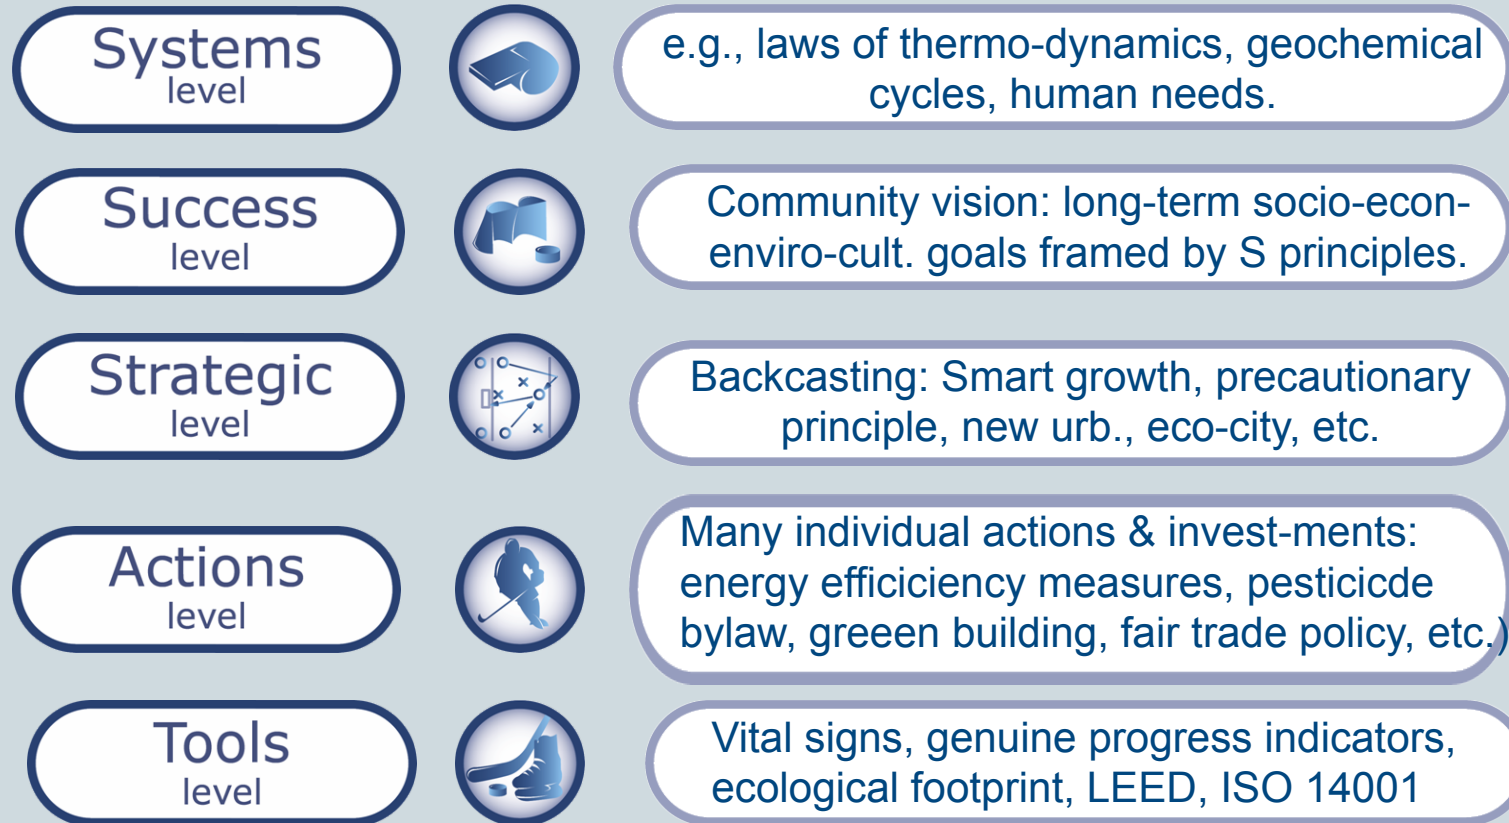 Systems
level
e.g., laws of thermo-dynamics, geochemical
cycles, human needs.
Success
level
Community vision: long-term socio-econ-
enviro-cult. goals framed by S principles.
Strategic
level
Backcasting: Smart growth, precautionary
principle, new urb., eco-city, etc.
Actions
level
Many individual actions & invest-ments:
energy efficiciency measures, pesticicde
bylaw, greeen building, fair trade policy, etc.)
Tools
level
Vital signs, genuine progress indicators,
ecological footprint, LEED, ISO 14001